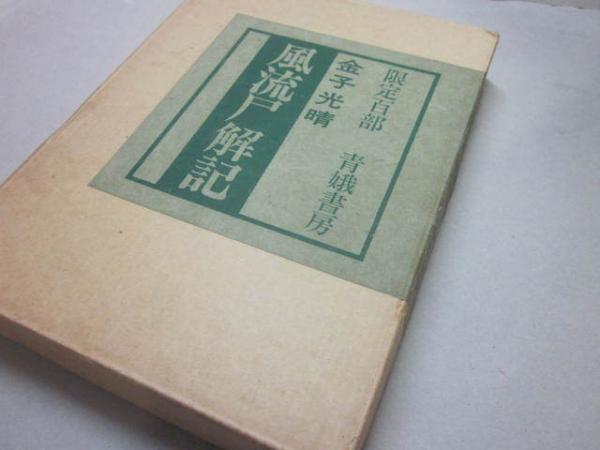 限定百部　青娥書房
金子光晴
風流尸解記